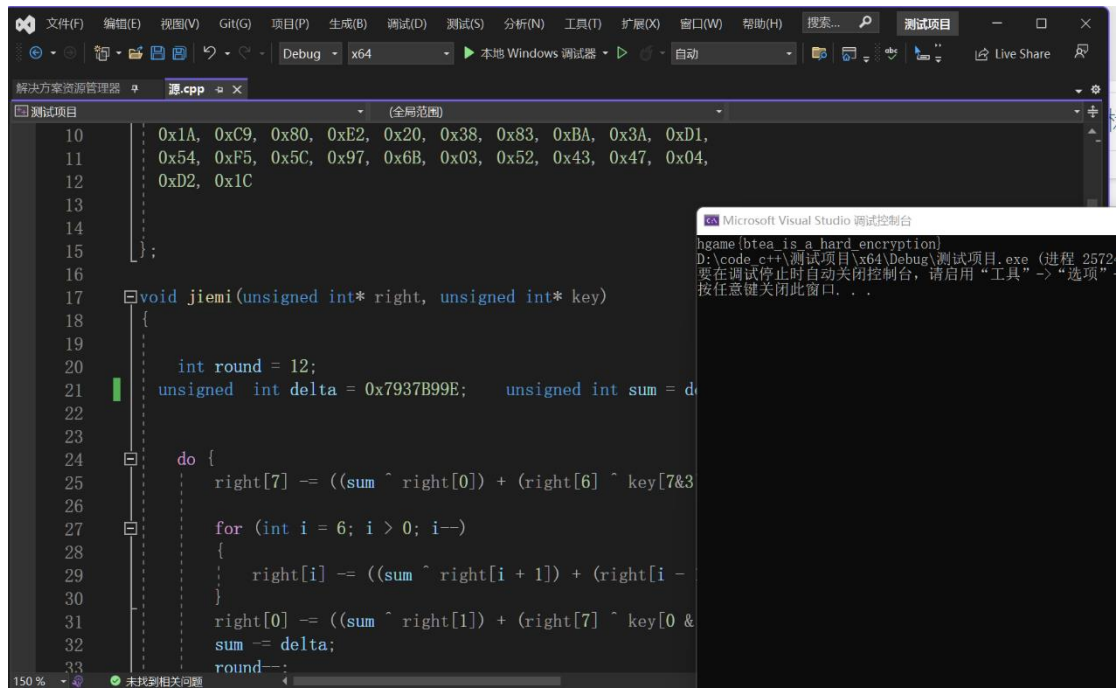 文件(F) 编辑(E) 视图(V) Git(G) 项目(P) 生成(B) 调试(D) 测试(S) 分析(N) 工具(T) 扩展(X) 窗口(W) 帮助(H) 搜索... 测试项目
Debug x64 本地 Windows 调试器 自动 Live Share
解决方案资源管理器 源.cpp
测试项目 (全局范围)
10 0x1A, 0xC9, 0x80, 0xE2, 0x20, 0x38, 0x83, 0xBA, 0x3A, 0xD1,
11 0x54, 0xF5, 0x5C, 0x97, 0x6B, 0x03, 0x52, 0x43, 0x47, 0x04,
12 0xD2, 0x1C
13
14
15 };
16
17 void jiemi(unsigned int* right, unsigned int* key)
18 {
19
20 int round = 12;
21 unsigned int delta = 0x7937B99E; unsigned int sum = de
22
23
24 do {
25 right[7] -= ((sum ^ right[0]) + (right[6] ^ key[7&3
26
27 for (int i = 6; i > 0; i--)
28 {
29 right[i] -= ((sum ^ right[i + 1]) + (right[i -
30 }
31 right[0] -= ((sum ^ right[1]) + (right[7] ^ key[0 &
32 sum -= delta;
33 round--;
150 % 未找到相关问题
Microsoft Visual Studio 调试控制台
hgame{btea_is_a_hard_encryption}
D:\code_c++\测试项目\x64\Debug\测试项目.exe (进程 25724
要在调试停止时自动关闭控制台，请启用“工具”->“选项”-
按任意键关闭此窗口. . .